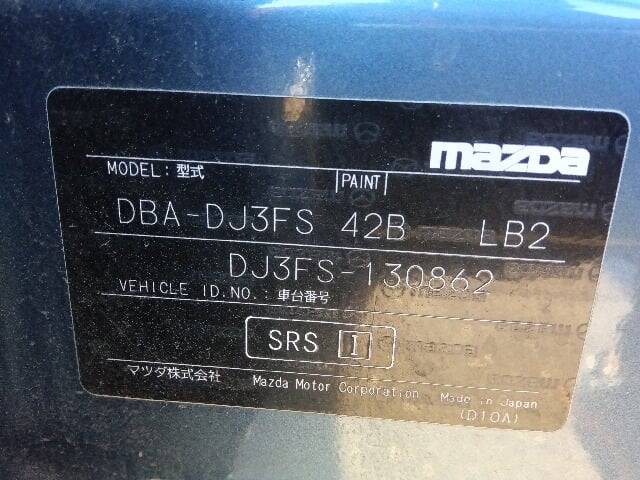 mazda
MODEL: 型式 PAINT
DBA-DJ3FS 42B LB2
DJ3FS-130862
VEHICLE ID.NO.: 車台番号
SRS I
マツダ株式会社 Mazda Motor Corporation Made in Japan
(D10A)